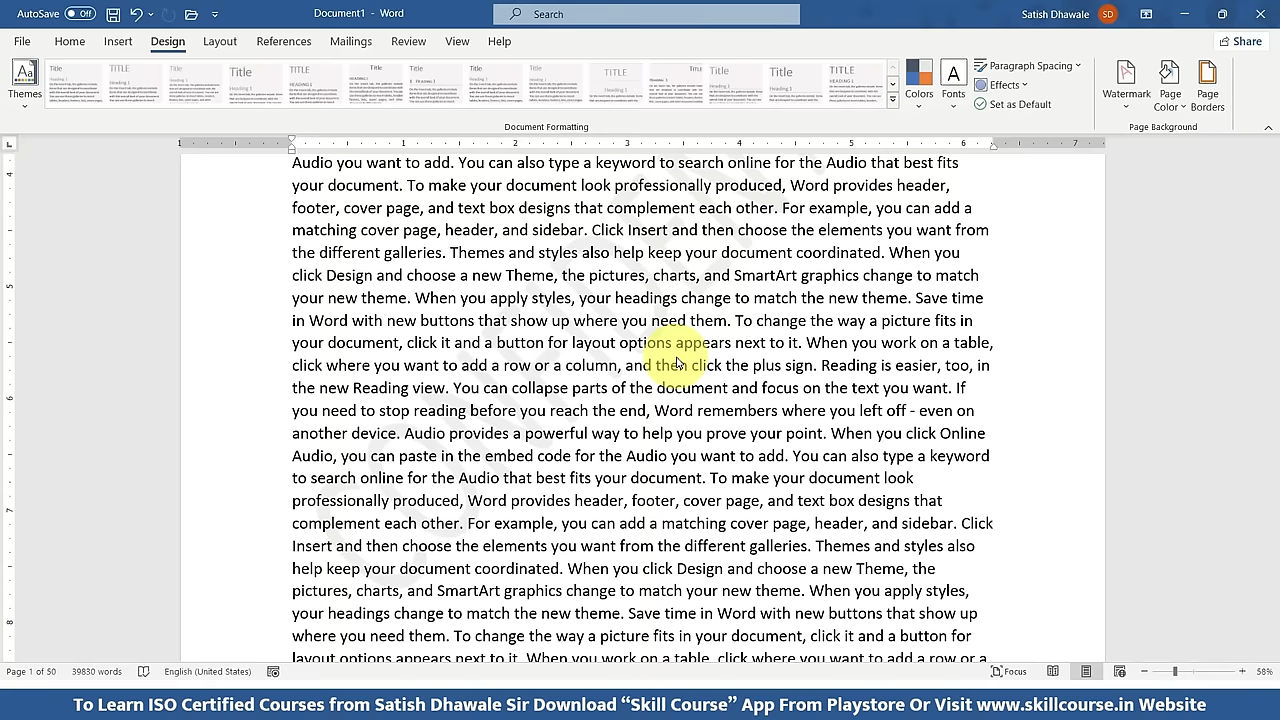 AutoSave Off Document1 - Word Search Satish Dhawale SD
File Home Insert Design Layout References Mailings Review View Help Share
Themes Colors Fonts Paragraph Spacing Effects Set as Default Watermark Page Color Page Borders
Document Formatting Page Background
Audio you want to add. You can also type a keyword to search online for the Audio that best fits
your document. To make your document look professionally produced, Word provides header,
footer, cover page, and text box designs that complement each other. For example, you can add a
matching cover page, header, and sidebar. Click Insert and then choose the elements you want from
the different galleries. Themes and styles also help keep your document coordinated. When you
click Design and choose a new Theme, the pictures, charts, and SmartArt graphics change to match
your new theme. When you apply styles, your headings change to match the new theme. Save time
in Word with new buttons that show up where you need them. To change the way a picture fits in
your document, click it and a button for layout options appears next to it. When you work on a table,
click where you want to add a row or a column, and then click the plus sign. Reading is easier, too, in
the new Reading view. You can collapse parts of the document and focus on the text you want. If
you need to stop reading before you reach the end, Word remembers where you left off - even on
another device. Audio provides a powerful way to help you prove your point. When you click Online
Audio, you can paste in the embed code for the Audio you want to add. You can also type a keyword
to search online for the Audio that best fits your document. To make your document look
professionally produced, Word provides header, footer, cover page, and text box designs that
complement each other. For example, you can add a matching cover page, header, and sidebar. Click
Insert and then choose the elements you want from the different galleries. Themes and styles also
help keep your document coordinated. When you click Design and choose a new Theme, the
pictures, charts, and SmartArt graphics change to match your new theme. When you apply styles,
your headings change to match the new theme. Save time in Word with new buttons that show up
where you need them. To change the way a picture fits in your document, click it and a button for
layout options appears next to it. When you work on a table, click where you want to add a row or a
Page 1 of 50 39830 words English (United States) Focus 58%
To Learn ISO Certified Courses from Satish Dhawale Sir Download “Skill Course” App From Playstore Or Visit www.skillcourse.in Website